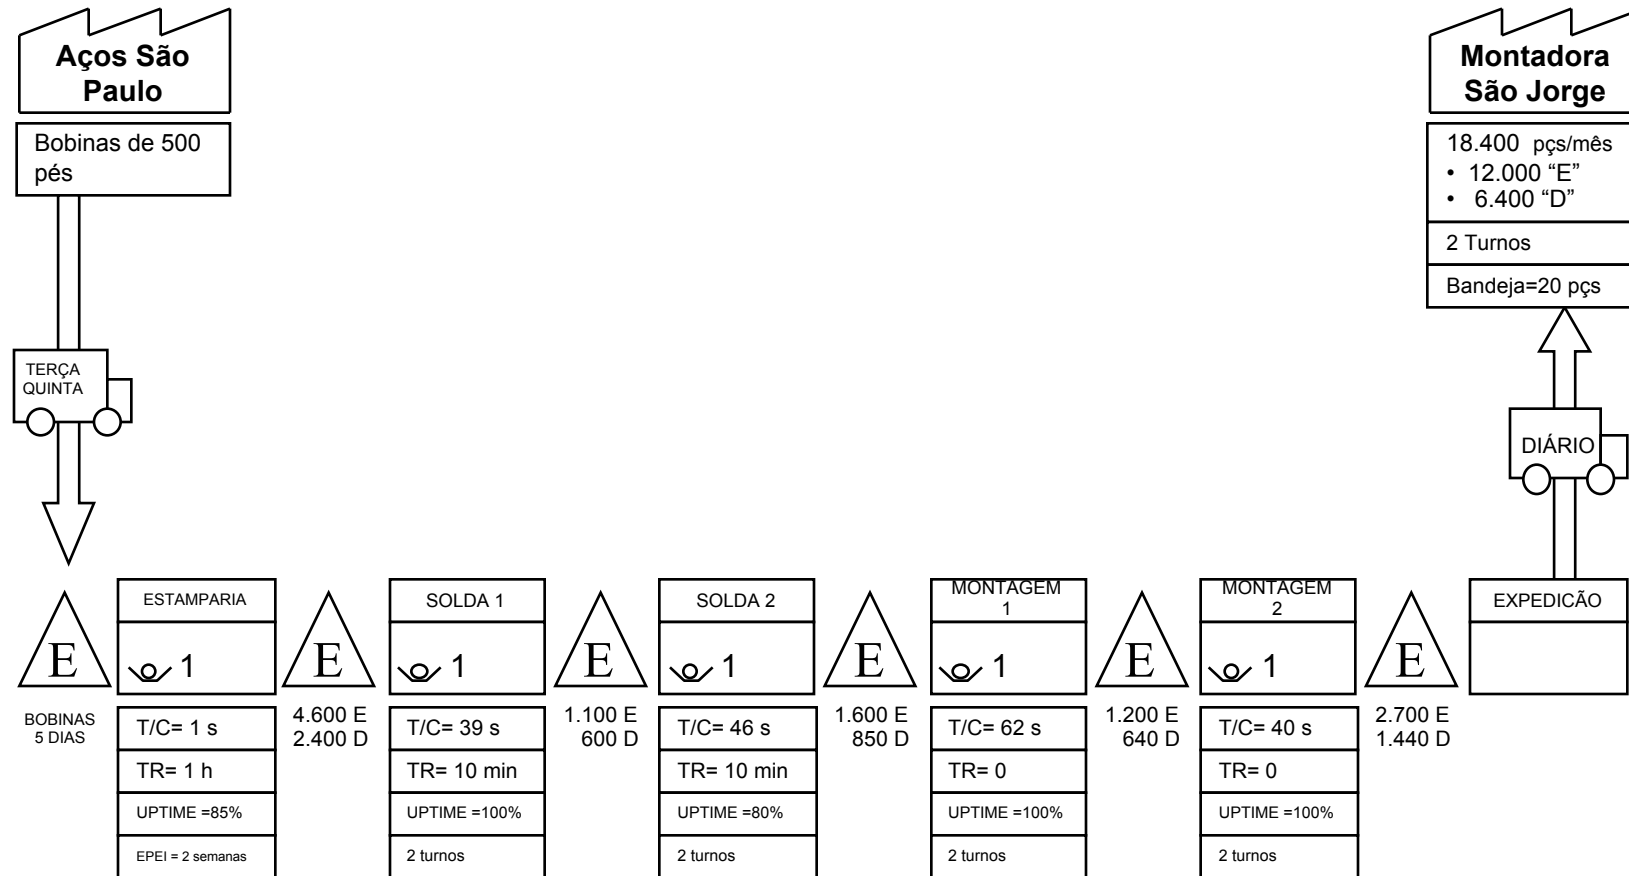 Aços São
Paulo
Bobinas de 500
pés
TERÇA
QUINTA
Montadora
São Jorge
18.400 pçs/mês
• 12.000 “E”
• 6.400 “D”
2 Turnos
Bandeja=20 pçs
DIÁRIO
E
BOBINAS
5 DIAS
ESTAMPARIA
1
T/C= 1 s
TR= 1 h
UPTIME =85%
EPEI = 2 semanas
E
4.600 E
2.400 D
SOLDA 1
1
T/C= 39 s
TR= 10 min
UPTIME =100%
2 turnos
E
1.100 E
600 D
SOLDA 2
1
T/C= 46 s
TR= 10 min
UPTIME =80%
2 turnos
E
1.600 E
850 D
MONTAGEM
1
1
T/C= 62 s
TR= 0
UPTIME =100%
2 turnos
E
1.200 E
640 D
MONTAGEM
2
1
T/C= 40 s
TR= 0
UPTIME =100%
2 turnos
E
2.700 E
1.440 D
EXPEDICÃO